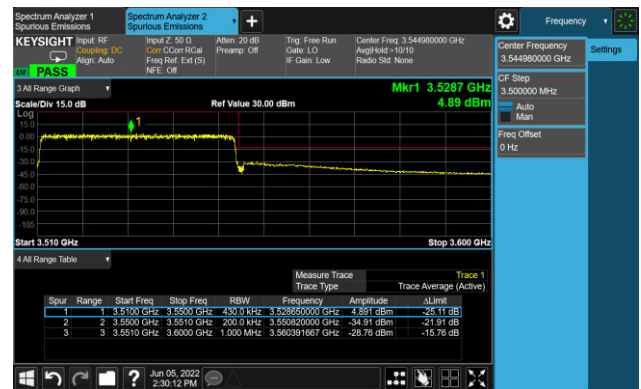 Spectrum Analyzer 1
Spurious Emissions
Spectrum Analyzer 2
Spurious Emissions
Frequency
KEYSIGHT
Input: RF
Coupling: DC
Align: Auto
Input Z: 50 Ω
Corr CCorr RCal
Freq Ref: Ext (S)
NFE: Off
Atten: 20 dB
Preamp: Off
Trig: Free Run
Gate: LO
IF Gain: Low
Center Freq: 3.544980000 GHz
Avg|Hold:>10/10
Radio Std: None
PASS
Center Frequency
3.544980000 GHz
Settings
CF Step
3.500000 MHz
Auto
Man
Freq Offset
0 Hz
3 All Range Graph
Mkr1 3.5287 GHz
4.89 dBm
Scale/Div 15.0 dB
Ref Value 30.00 dBm
Log
15.0
0.00
-15.0
-30.0
-45.0
-60.0
-75.0
-90.0
-105
1
Start 3.510 GHz
Stop 3.600 GHz
4 All Range Table
Measure Trace Trace 1
Trace Type Trace Average (Active)
Spur Range Start Freq Stop Freq RBW Frequency Amplitude ΔLimit
1 1 3.5100 GHz 3.5500 GHz 430.0 kHz 3.528650000 GHz 4.891 dBm -25.11 dB
2 2 3.5500 GHz 3.5510 GHz 200.0 kHz 3.550820000 GHz -34.91 dBm -21.91 dB
3 3 3.5510 GHz 3.6000 GHz 1.000 MHz 3.560391667 GHz -28.76 dBm -15.76 dB
Jun 05, 2022
2:30:12 PM